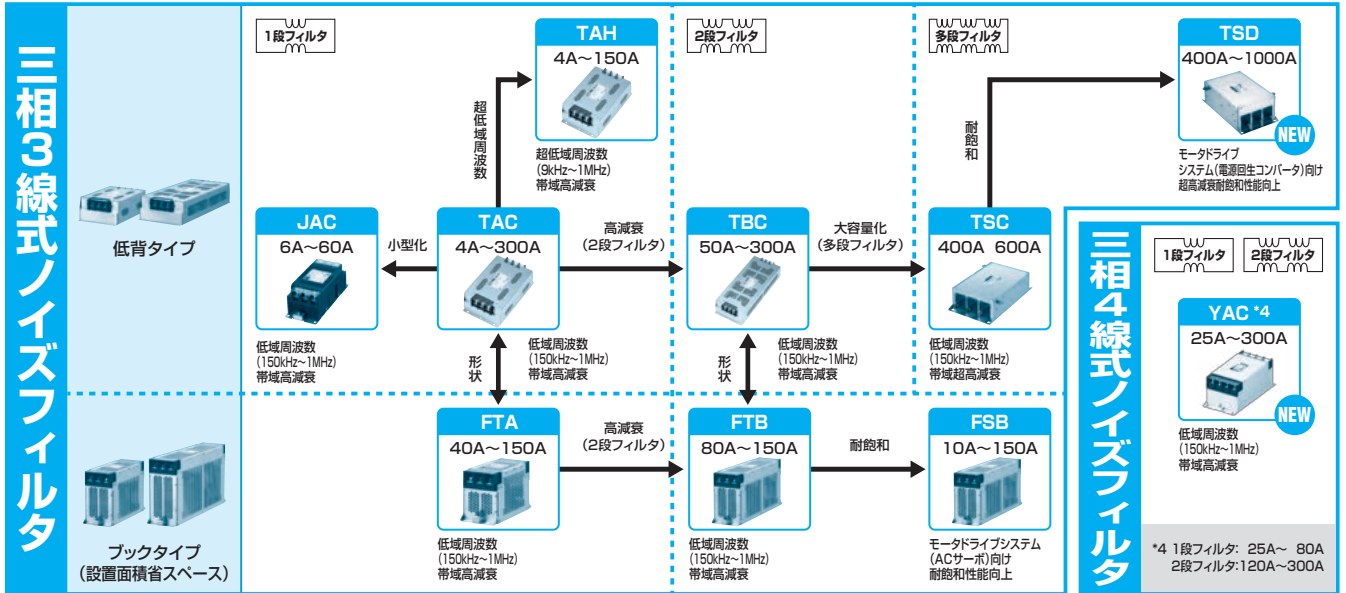 三相3線式ノイズフィルタ
低背タイプ
ブックタイプ
（設置面積省スペース）
1段フィルタ
2段フィルタ
多段フィルタ
TAH
4A～150A
超低域周波数
(9kHz~1MHz)
帯域高減衰
超低域周波数
TSD
400A～1000A
NEW
モータドライブ
システム(電源回生コンバータ)向け
超高減衰耐飽和性能向上
耐飽和
JAC
6A～60A
低域周波数
(150kHz~1MHz)
帯域高減衰
小型化
TAC
4A～300A
低域周波数
(150kHz~1MHz)
帯域高減衰
形状
高減衰
（2段フィルタ）
TBC
50A～300A
低域周波数
(150kHz~1MHz)
帯域高減衰
形状
大容量化
（多段フィルタ）
TSC
400A 600A
低域周波数
(150kHz~1MHz)
帯域超高減衰
FTA
40A～150A
低域周波数
(150kHz~1MHz)
帯域高減衰
高減衰
（2段フィルタ）
FTB
80A～150A
低域周波数
(150kHz~1MHz)
帯域高減衰
耐飽和
FSB
10A～150A
モータドライブシステム
(ACサーボ)向け
耐飽和性能向上
三相4線式ノイズフィルタ
1段フィルタ
2段フィルタ
YAC *4
25A～300A
NEW
低域周波数
(150kHz~1MHz)
帯域高減衰
*4 1段フィルタ: 25A～ 80A
2段フィルタ:120A～300A